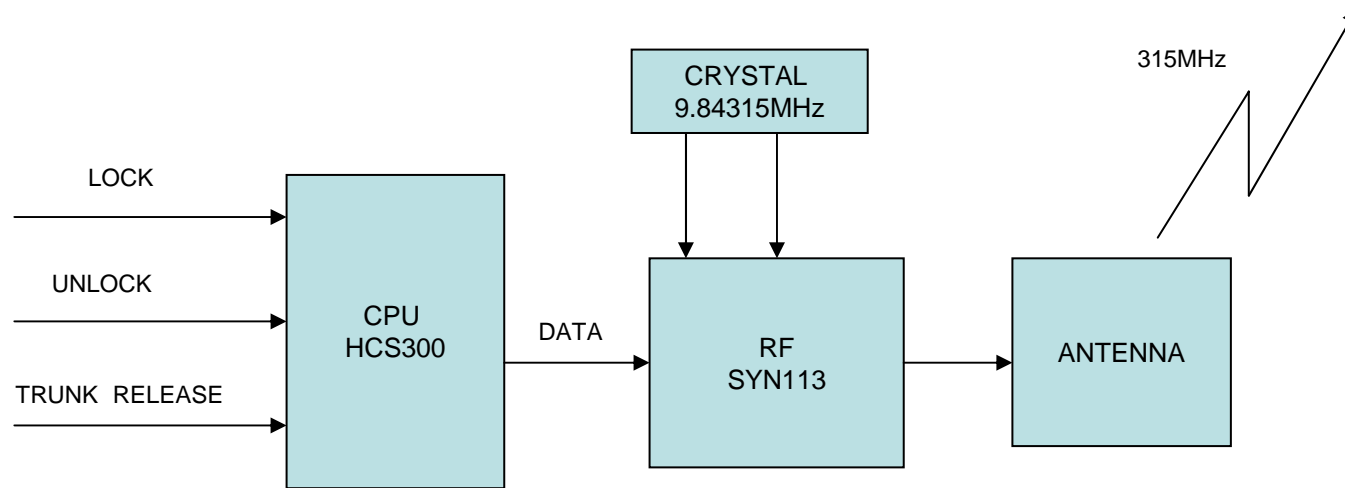 CRYSTAL
9.84315MHz
315MHz
LOCK
UNLOCK
TRUNK RELEASE
CPU
HCS300
DATA
RF
SYN113
ANTENNA